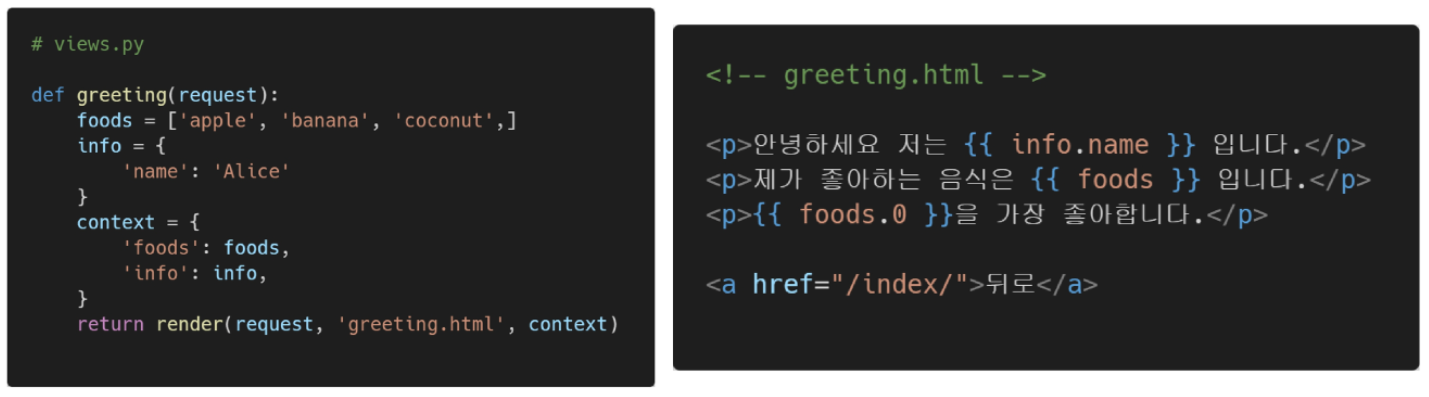 # views.py
def greeting(request):
    foods = ['apple', 'banana', 'coconut',]
    info = {
        'name': 'Alice'
    }
    context = {
        'foods': foods,
        'info': info,
    }
    return render(request, 'greeting.html', context)
<!-- greeting.html -->
<p>안녕하세요 저는 {{ info.name }} 입니다.</p>
<p>제가 좋아하는 음식은 {{ foods }} 입니다.</p>
<p>{{ foods.0 }}을 가장 좋아합니다.</p>
<a href="/index/">뒤로</a>